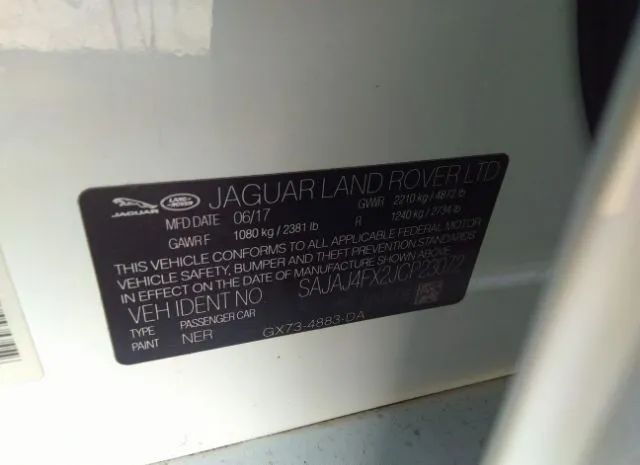 JAGUAR LAND ROVER JAGUAR LAND ROVER LTD
MFD DATE 06/17 GVWR 2210 kg / 4872 lb
GAWR F 1080 kg / 2381 lb R 1240 kg / 2734 lb
THIS VEHICLE CONFORMS TO ALL APPLICABLE FEDERAL MOTOR
VEHICLE SAFETY, BUMPER AND THEFT PREVENTION STANDARDS
IN EFFECT ON THE DATE OF MANUFACTURE SHOWN ABOVE.
VEH IDENT NO. SAJAJ4FX2JCP23072
TYPE PASSENGER CAR
PAINT NER GX73-4883-DA